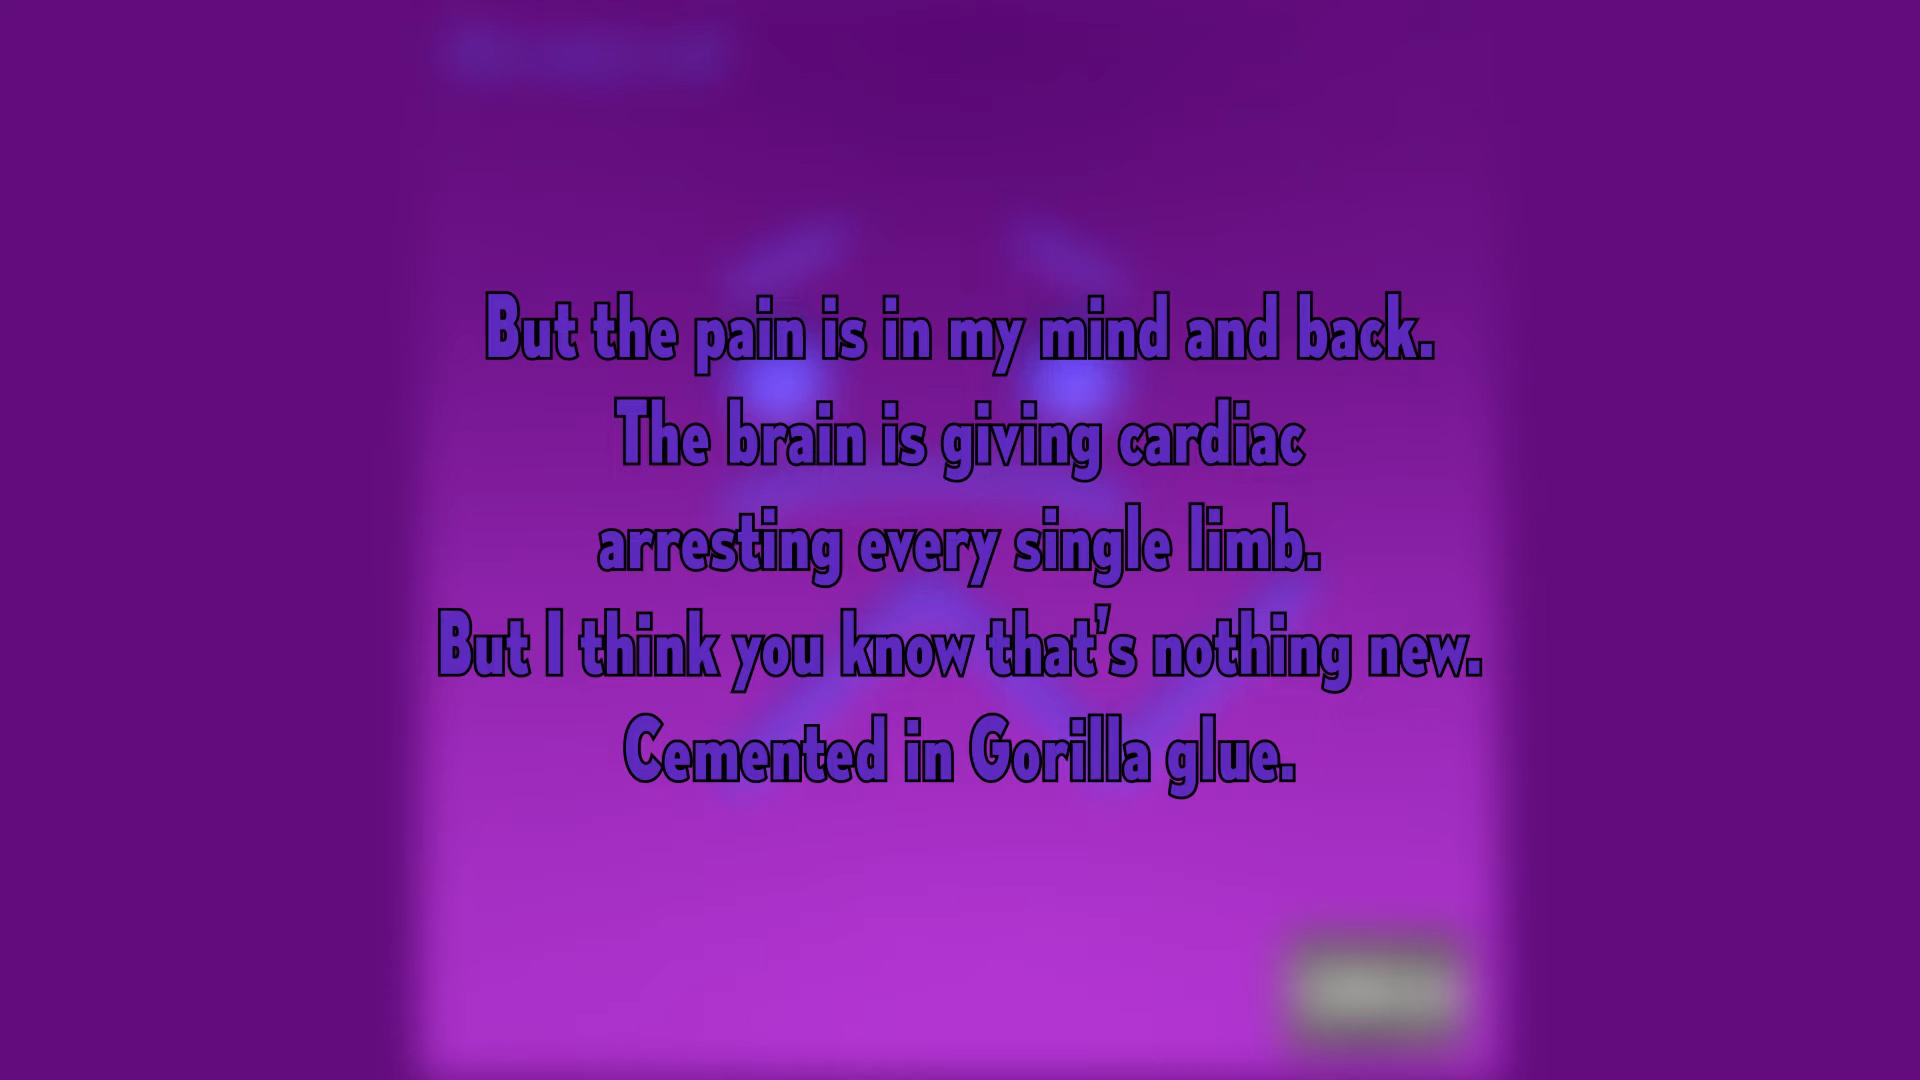 But the pain is in my mind and back.
The brain is giving cardiac
arresting every single limb.
But I think you know that's nothing new.
Cemented in Gorilla glue.